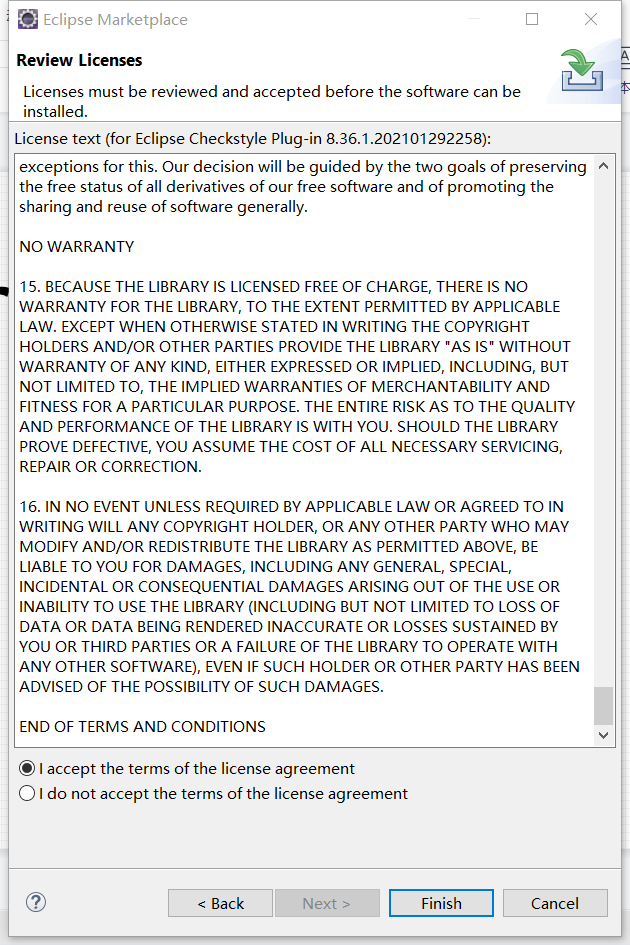 Eclipse Marketplace
Review Licenses
Licenses must be reviewed and accepted before the software can be
installed.
License text (for Eclipse Checkstyle Plug-in 8.36.1.202101292258):
exceptions for this. Our decision will be guided by the two goals of preserving
the free status of all derivatives of our free software and of promoting the
sharing and reuse of software generally.
NO WARRANTY
15. BECAUSE THE LIBRARY IS LICENSED FREE OF CHARGE, THERE IS NO
WARRANTY FOR THE LIBRARY, TO THE EXTENT PERMITTED BY APPLICABLE
LAW. EXCEPT WHEN OTHERWISE STATED IN WRITING THE COPYRIGHT
HOLDERS AND/OR OTHER PARTIES PROVIDE THE LIBRARY "AS IS" WITHOUT
WARRANTY OF ANY KIND, EITHER EXPRESSED OR IMPLIED, INCLUDING, BUT
NOT LIMITED TO, THE IMPLIED WARRANTIES OF MERCHANTABILITY AND
FITNESS FOR A PARTICULAR PURPOSE. THE ENTIRE RISK AS TO THE QUALITY
AND PERFORMANCE OF THE LIBRARY IS WITH YOU. SHOULD THE LIBRARY
PROVE DEFECTIVE, YOU ASSUME THE COST OF ALL NECESSARY SERVICING,
REPAIR OR CORRECTION.
16. IN NO EVENT UNLESS REQUIRED BY APPLICABLE LAW OR AGREED TO IN
WRITING WILL ANY COPYRIGHT HOLDER, OR ANY OTHER PARTY WHO MAY
MODIFY AND/OR REDISTRIBUTE THE LIBRARY AS PERMITTED ABOVE, BE
LIABLE TO YOU FOR DAMAGES, INCLUDING ANY GENERAL, SPECIAL,
INCIDENTAL OR CONSEQUENTIAL DAMAGES ARISING OUT OF THE USE OR
INABILITY TO USE THE LIBRARY (INCLUDING BUT NOT LIMITED TO LOSS OF
DATA OR DATA BEING RENDERED INACCURATE OR LOSSES SUSTAINED BY
YOU OR THIRD PARTIES OR A FAILURE OF THE LIBRARY TO OPERATE WITH
ANY OTHER SOFTWARE), EVEN IF SUCH HOLDER OR OTHER PARTY HAS BEEN
ADVISED OF THE POSSIBILITY OF SUCH DAMAGES.
END OF TERMS AND CONDITIONS
I accept the terms of the license agreement
I do not accept the terms of the license agreement
? < Back Next > Finish Cancel